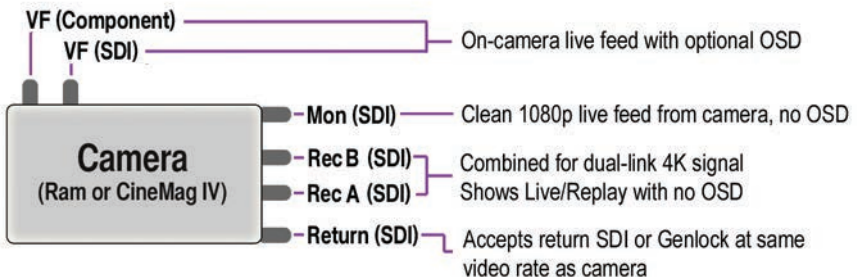 VF (Component)
VF (SDI)
On-camera live feed with optional OSD
Camera
(Ram or CineMag IV)
Mon (SDI)
Clean 1080p live feed from camera, no OSD
Rec B (SDI)
Rec A (SDI)
Combined for dual-link 4K signal
Shows Live/Replay with no OSD
Return (SDI)
Accepts return SDI or Genlock at same
video rate as camera